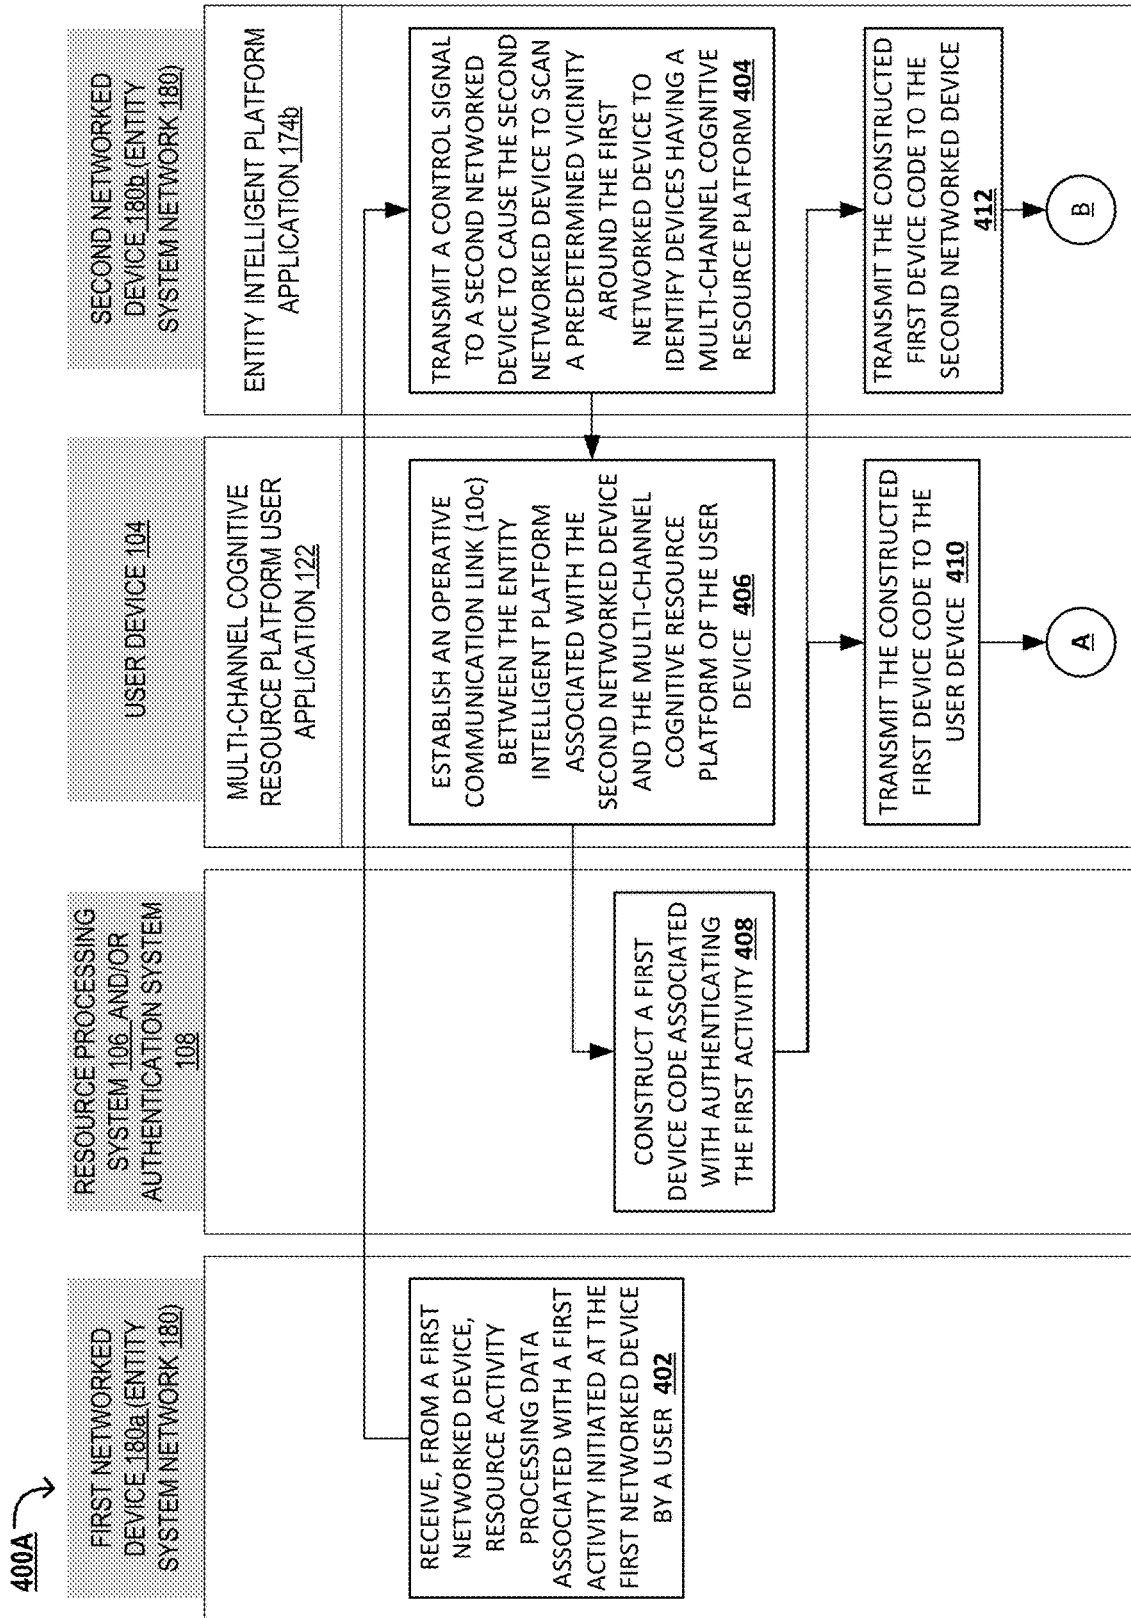 400A
FIRST NETWORKED
DEVICE 180a (ENTITY
SYSTEM NETWORK 180)
RESOURCE PROCESSING
SYSTEM 106 AND/OR
AUTHENTICATION SYSTEM
108
USER DEVICE 104
SECOND NETWORKED
DEVICE 180b (ENTITY
SYSTEM NETWORK 180)
MULTI-CHANNEL COGNITIVE
RESOURCE PLATFORM USER
APPLICATION 122
ENTITY INTELLIGENT PLATFORM
APPLICATION 174b
RECEIVE, FROM A FIRST
NETWORKED DEVICE,
RESOURCE ACTIVITY
PROCESSING DATA
ASSOCIATED WITH A FIRST
ACTIVITY INITIATED AT THE
FIRST NETWORKED DEVICE
BY A USER 402
TRANSMIT A CONTROL SIGNAL
TO A SECOND NETWORKED
DEVICE TO CAUSE THE SECOND
NETWORKED DEVICE TO SCAN
A PREDETERMINED VICINITY
AROUND THE FIRST
NETWORKED DEVICE TO
IDENTIFY DEVICES HAVING A
MULTI-CHANNEL COGNITIVE
RESOURCE PLATFORM 404
ESTABLISH AN OPERATIVE
COMMUNICATION LINK (10c)
BETWEEN THE ENTITY
INTELLIGENT PLATFORM
ASSOCIATED WITH THE
SECOND NETWORKED DEVICE
AND THE MULTI-CHANNEL
COGNITIVE RESOURCE
PLATFORM OF THE USER
DEVICE 406
CONSTRUCT A FIRST
DEVICE CODE ASSOCIATED
WITH AUTHENTICATING
THE FIRST ACTIVITY 408
TRANSMIT THE CONSTRUCTED
FIRST DEVICE CODE TO THE
USER DEVICE 410
TRANSMIT THE CONSTRUCTED
FIRST DEVICE CODE TO THE
SECOND NETWORKED DEVICE
412
A
B